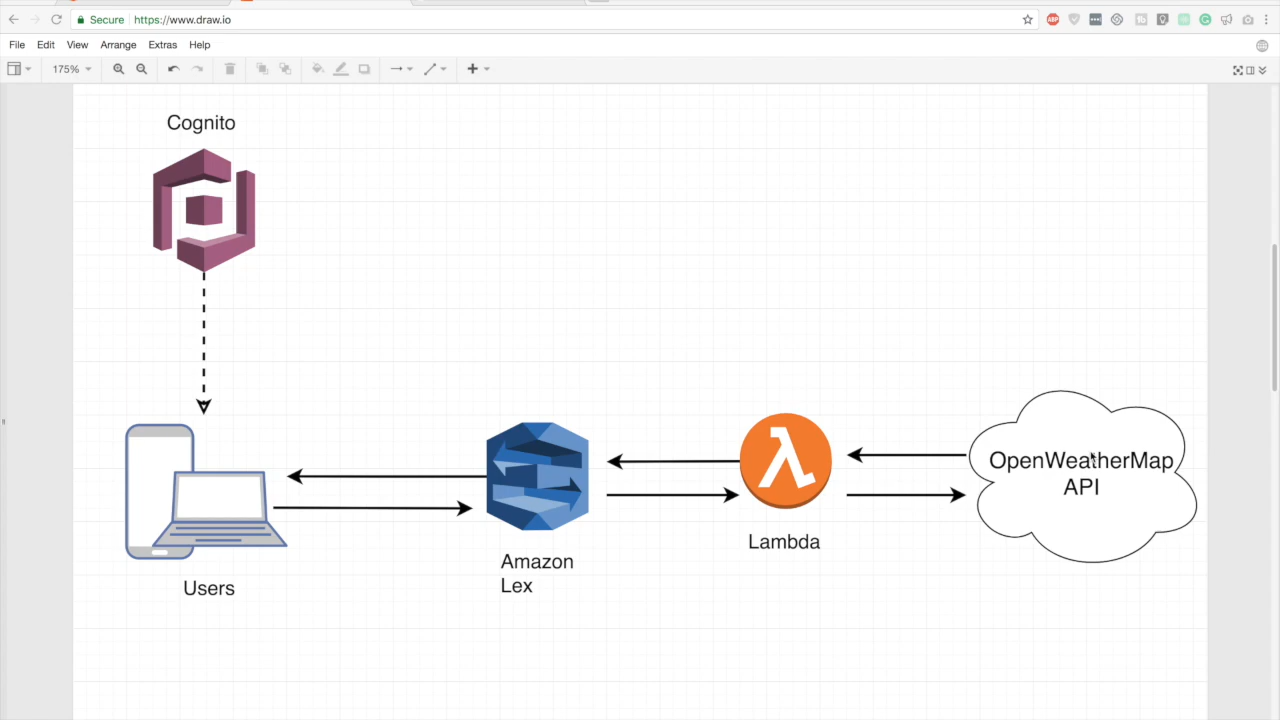 Secure https://www.draw.io
ABP
File Edit View Arrange Extras Help
175%
Cognito
OpenWeatherMap
API
Lambda
Amazon
Lex
Users